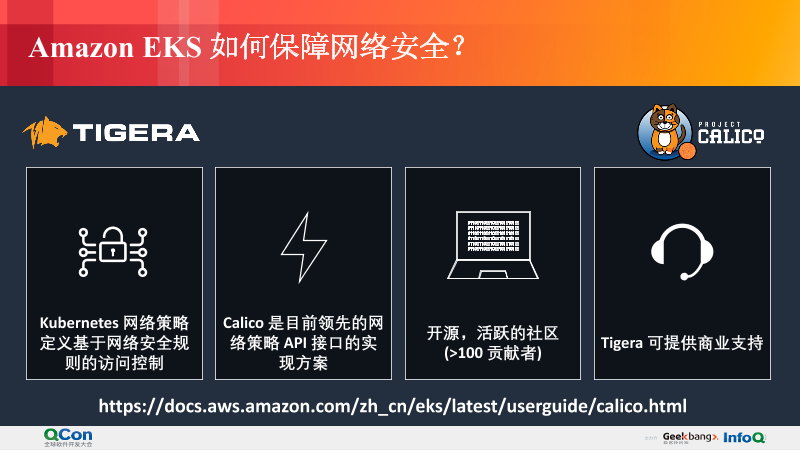 Amazon EKS 如何保障网络安全？
TIGERA
PROJECT
CALICO
Kubernetes 网络策略
定义基于网络安全规
则的访问控制
Calico 是目前领先的网
络策略 API 接口的实
现方案
开源，活跃的社区
(>100 贡献者)
Tigera 可提供商业支持
https://docs.aws.amazon.com/zh_cn/eks/latest/userguide/calico.html
QCon
全球软件开发大会
Geekbang
InfoQ